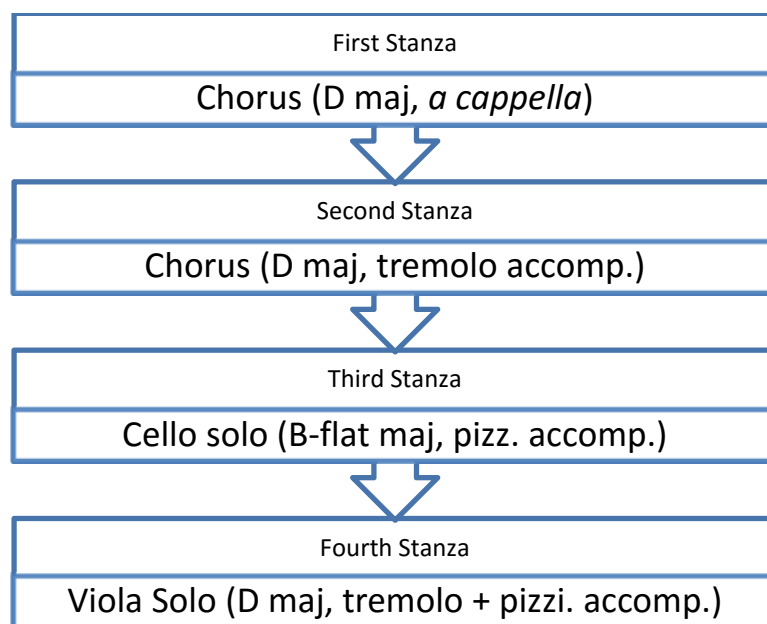 First Stanza
Chorus (D maj, a cappella)
Second Stanza
Chorus (D maj, tremolo accomp.)
Third Stanza
Cello solo (B-flat maj, pizz. accomp.)
Fourth Stanza
Viola Solo (D maj, tremolo + pizzi. accomp.)